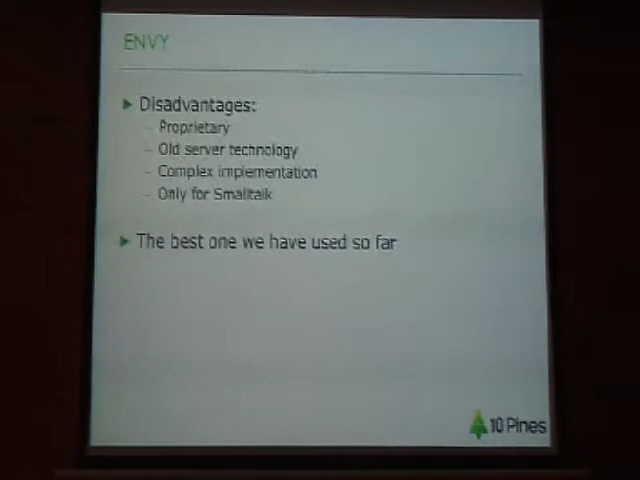 ENVY
Disadvantages:
– Proprietary
– Old server technology
– Complex implementation
– Only for Smalltalk
The best one we have used so far
10 Pines